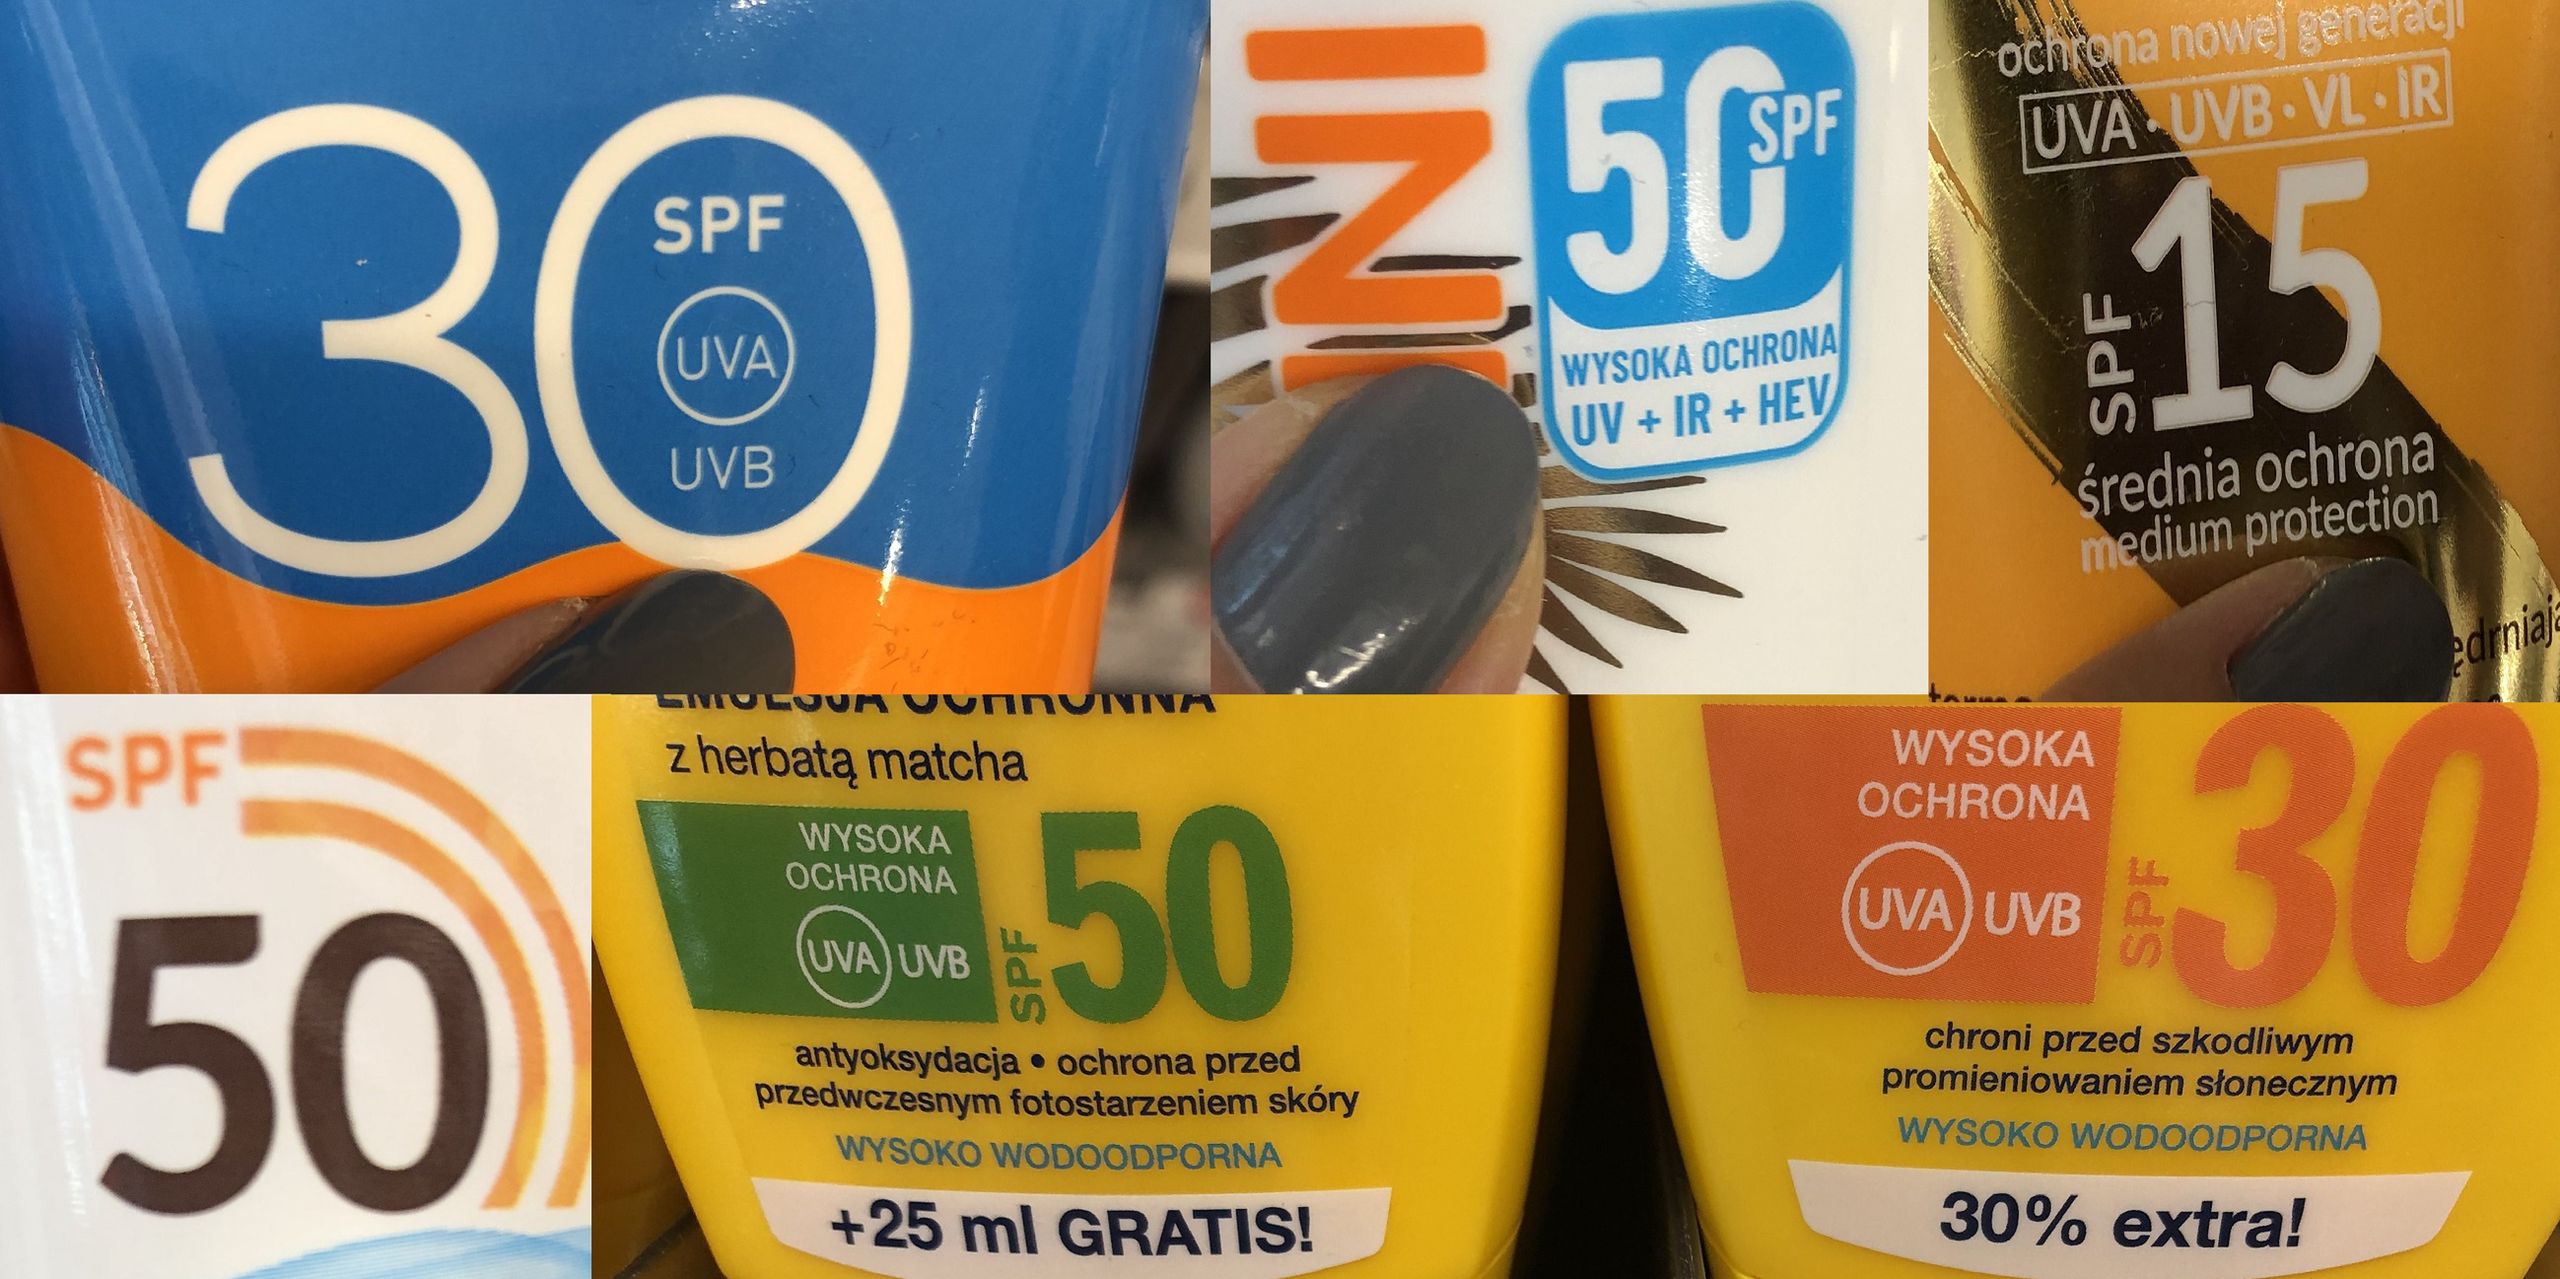 30
SPF
UVA
UVB
INI
50
SPF
WYSOKA OCHRONA
UV + IR + HEV
ochrona nowej generacji
UVA · UVB · VL · IR
SPF 15
średnia ochrona
medium protection
SPF
50
EMULSJA OCHRONNA
z herbatą matcha
WYSOKA
OCHRONA
UVA UVB
SPF 50
antyoksydacja • ochrona przed
przedwczesnym fotostarzeniem skóry
WYSOKO WODOODPORNA
+25 ml GRATIS!
WYSOKA
OCHRONA
UVA UVB
SPF 30
chroni przed szkodliwym
promieniowaniem słonecznym
WYSOKO WODOODPORNA
30% extra!